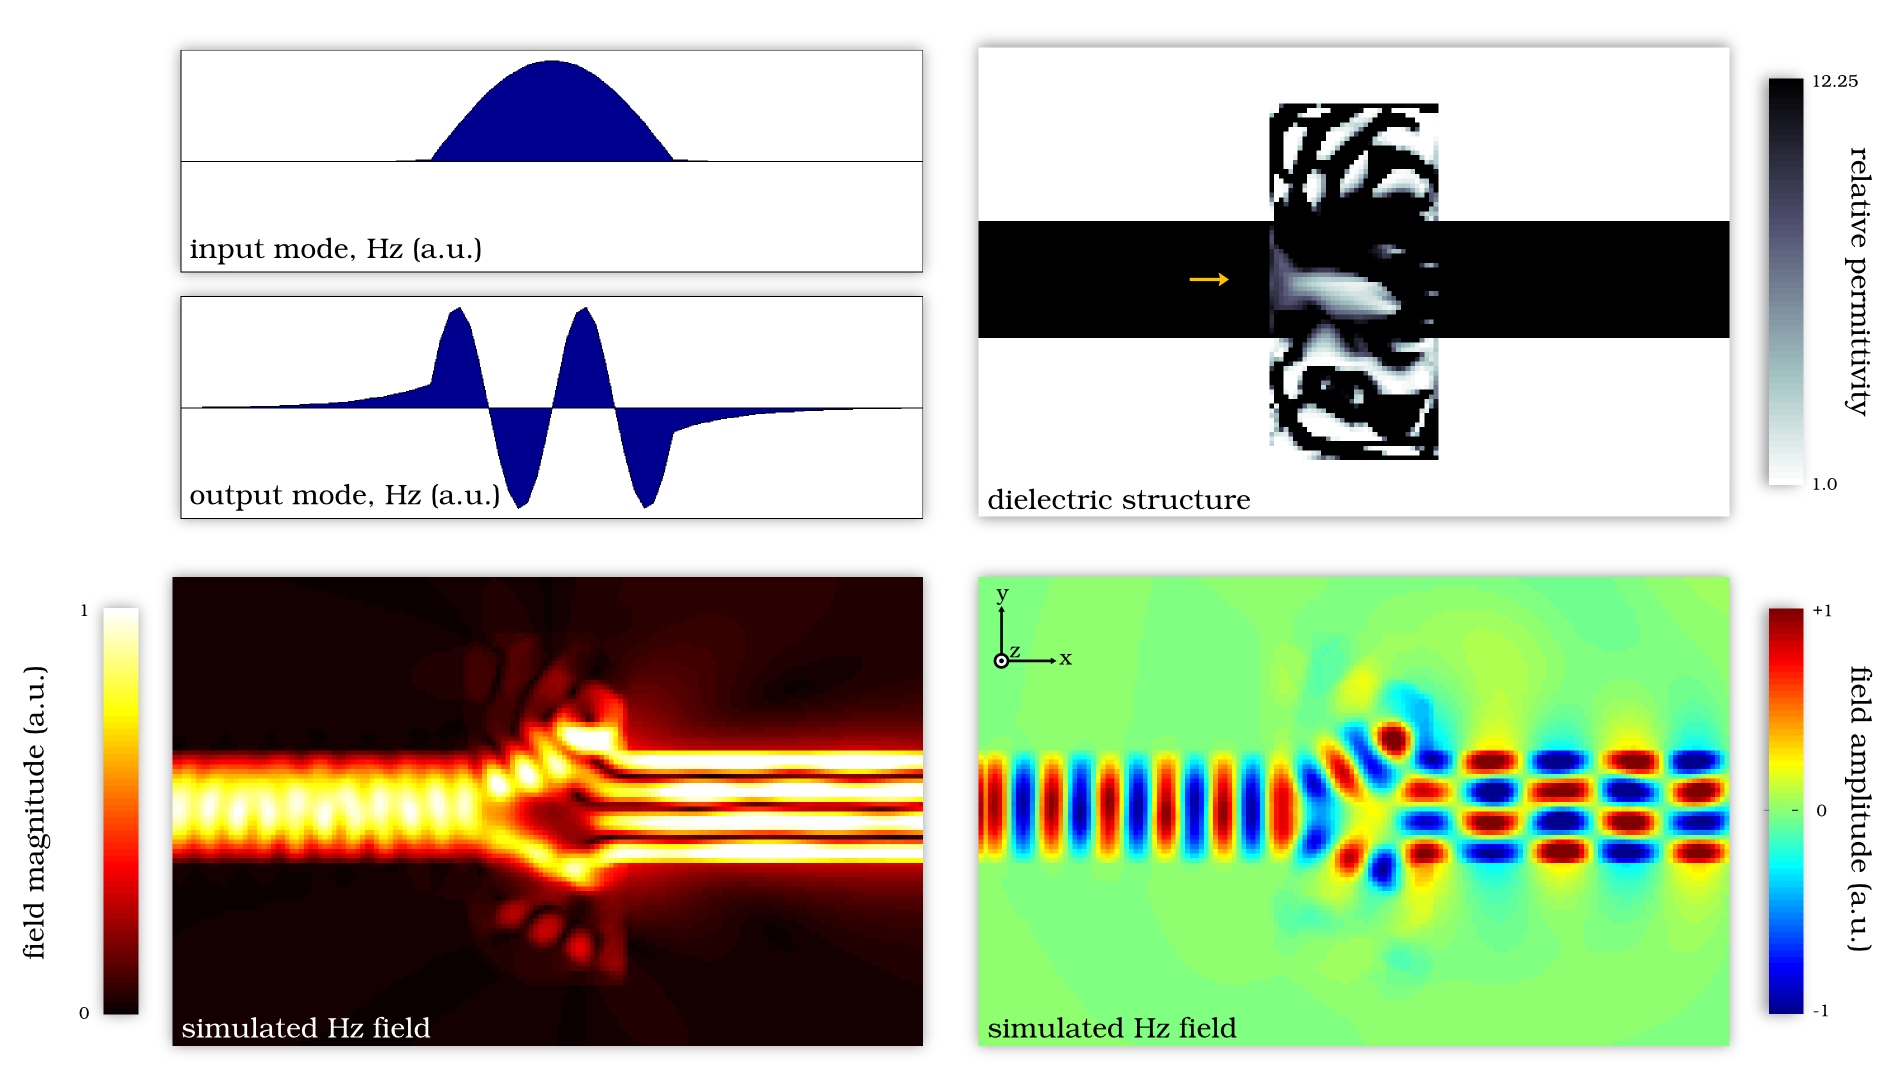 input mode, Hz (a.u.)
output mode, Hz (a.u.)
dielectric structure
12.25
relative permittivity
1.0
1
field magnitude (a.u.)
0
simulated Hz field
y
z
x
simulated Hz field
+1
field amplitude (a.u.)
0
-1